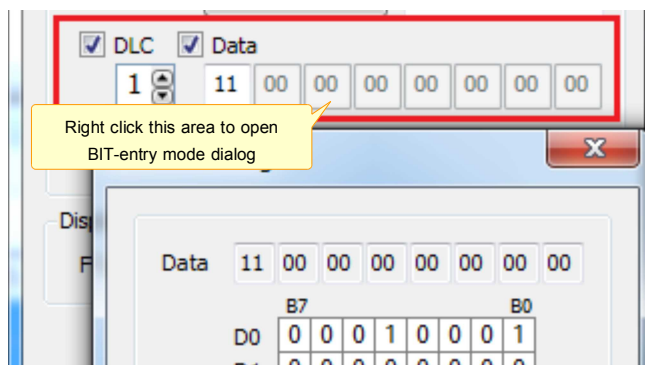 DLC Data
1 11 00 00 00 00 00 00 00
Right click this area to open
BIT-entry mode dialog
Data 11 00 00 00 00 00 00 00
B7 B0
D0 0 0 0 1 0 0 0 1